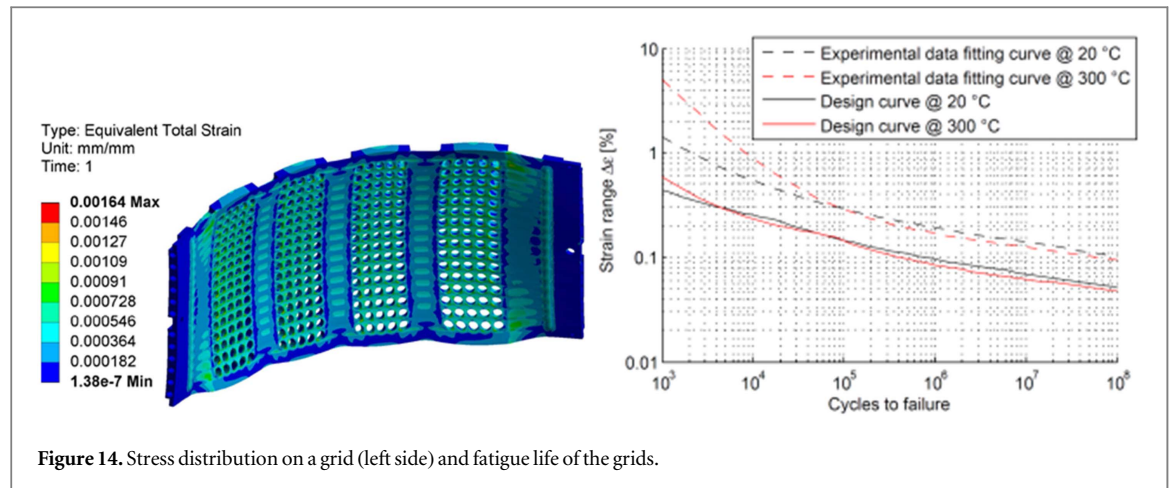 Type: Equivalent Total Strain
Unit: mm/mm
Time: 1
0.00164 Max
0.00146
0.00127
0.00109
0.00091
0.000728
0.000546
0.000364
0.000182
1.38e-7 Min
Experimental data fitting curve @ 20 °C
Experimental data fitting curve @ 300 °C
Design curve @ 20 °C
Design curve @ 300 °C
Strain range Δε [%]
10
1
0.1
0.01
10³ 10⁴ 10⁵ 10⁶ 10⁷ 10⁸
Cycles to failure
Figure 14. Stress distribution on a grid (left side) and fatigue life of the grids.